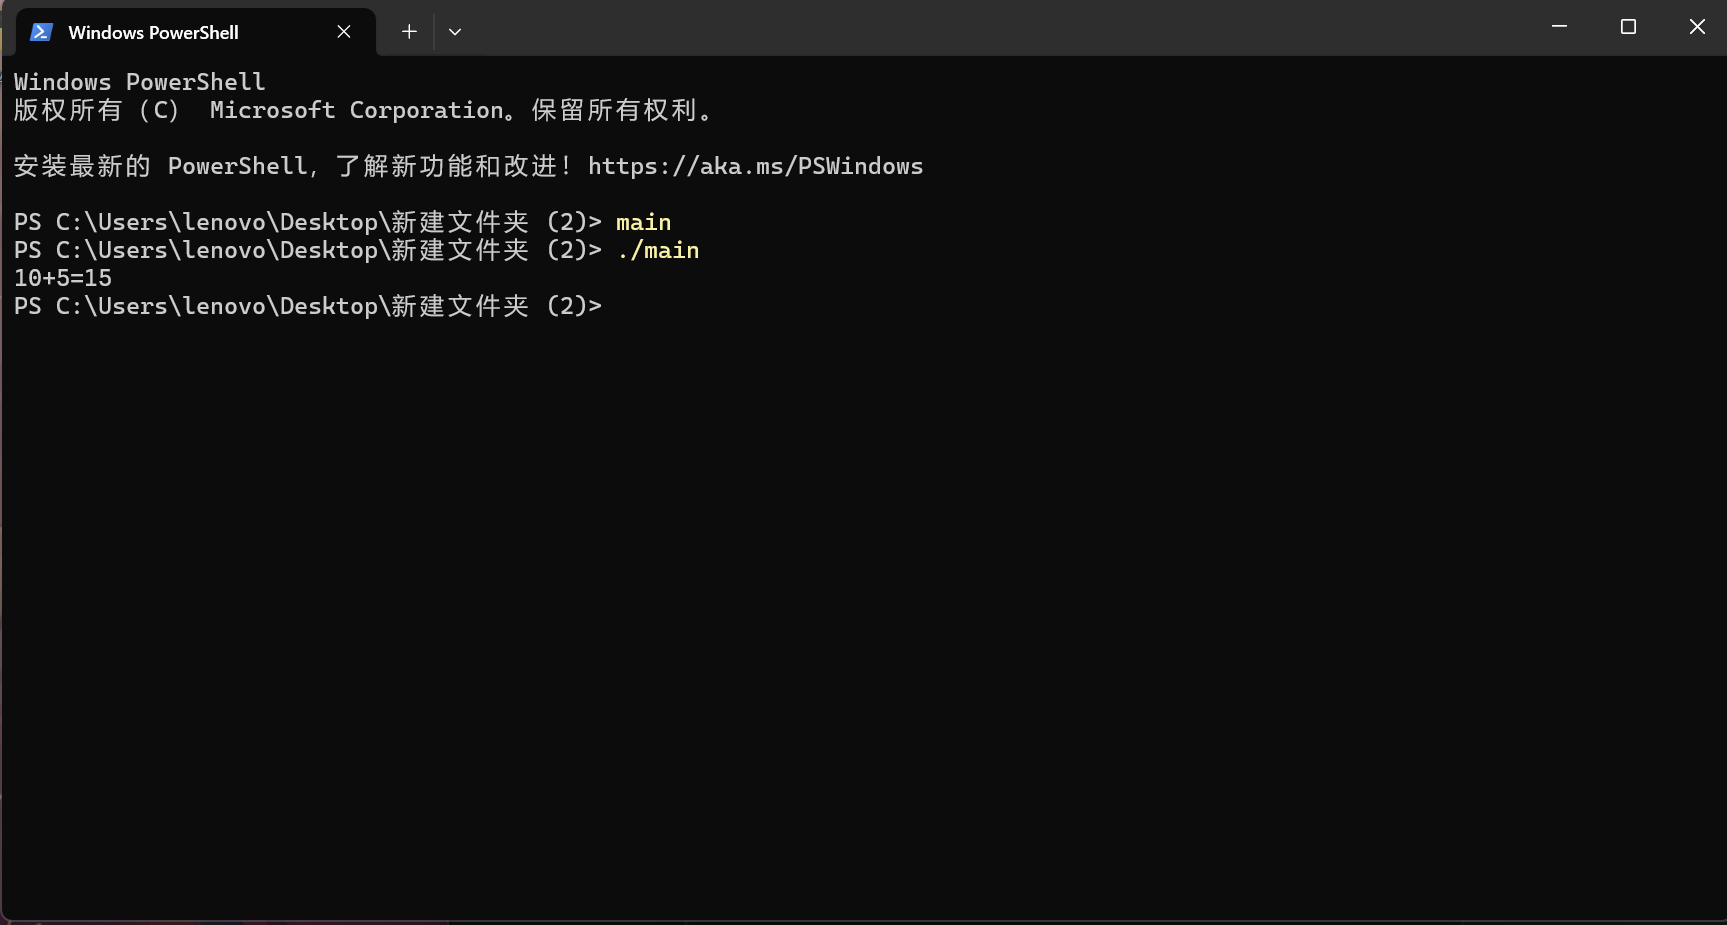 Windows PowerShell
Windows PowerShell
版权所有（C） Microsoft Corporation。保留所有权利。
安装最新的 PowerShell，了解新功能和改进！https://aka.ms/PSWindows
PS C:\Users\lenovo\Desktop\新建文件夹 (2)> main
PS C:\Users\lenovo\Desktop\新建文件夹 (2)> ./main
10+5=15
PS C:\Users\lenovo\Desktop\新建文件夹 (2)>